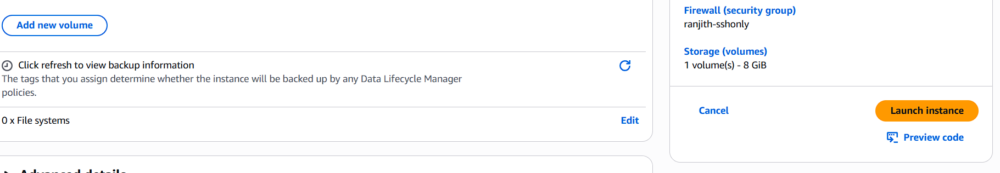 Add new volume
Click refresh to view backup information
The tags that you assign determine whether the instance will be backed up by any Data Lifecycle Manager
policies.
0 x File systems
Edit
Advanced details
Firewall (security group)
ranjith-sshonly
Storage (volumes)
1 volume(s) - 8 GiB
Cancel
Launch instance
Preview code